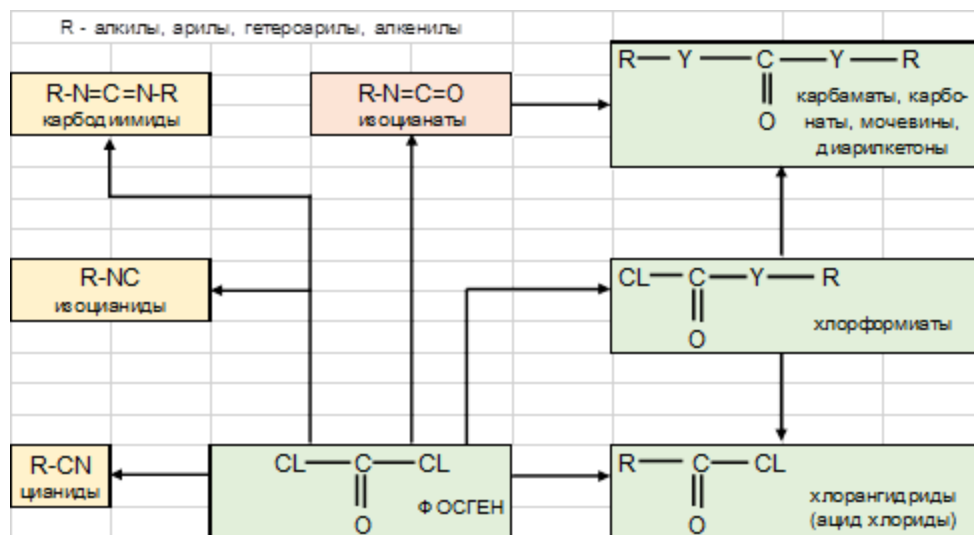 R - алкилы, арилы, гетероарилы, алкенилы
R-N=C=N-R
карбодиимиды
R-N=C=O
изоцианаты
R — Y — C — Y — R
O
карбаматы, карбо-
наты, мочевины,
диарилкетоны
R-NC
изоцианиды
CL — C — Y — R
O
хлорформиаты
R-CN
цианиды
CL — C — CL
O
ФОСГЕН
R — C — CL
O
хлорангидриды
(ацид хлориды)